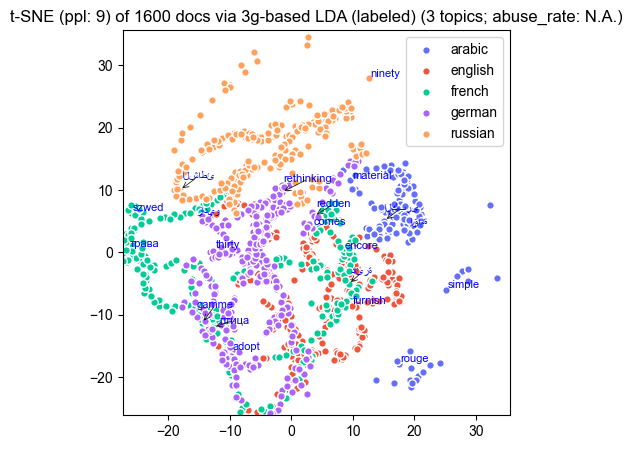 t-SNE (ppl: 9) of 1600 docs via 3g-based LDA (labeled) (3 topics; abuse_rate: N.A.)
arabic
english
french
german
russian
ninety
material
rethinking
szwed
redden
comes
thirty
encore
simple
gamme
furnish
adopt
rouge
30
20
10
0
−10
−20
−20
−10
0
10
20
30